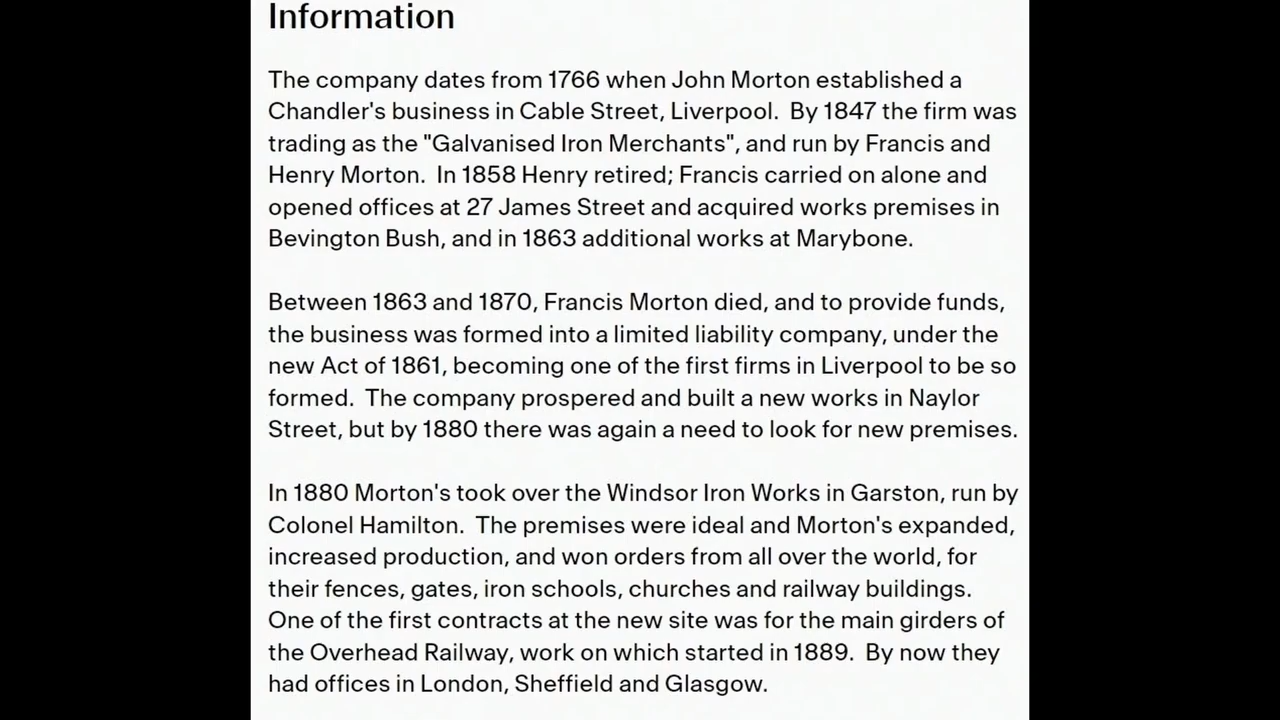 Information
The company dates from 1766 when John Morton established a
Chandler's business in Cable Street, Liverpool.  By 1847 the firm was
trading as the "Galvanised Iron Merchants", and run by Francis and
Henry Morton.  In 1858 Henry retired; Francis carried on alone and
opened offices at 27 James Street and acquired works premises in
Bevington Bush, and in 1863 additional works at Marybone.
Between 1863 and 1870, Francis Morton died, and to provide funds,
the business was formed into a limited liability company, under the
new Act of 1861, becoming one of the first firms in Liverpool to be so
formed.  The company prospered and built a new works in Naylor
Street, but by 1880 there was again a need to look for new premises.
In 1880 Morton's took over the Windsor Iron Works in Garston, run by
Colonel Hamilton.  The premises were ideal and Morton's expanded,
increased production, and won orders from all over the world, for
their fences, gates, iron schools, churches and railway buildings.
One of the first contracts at the new site was for the main girders of
the Overhead Railway, work on which started in 1889.  By now they
had offices in London, Sheffield and Glasgow.